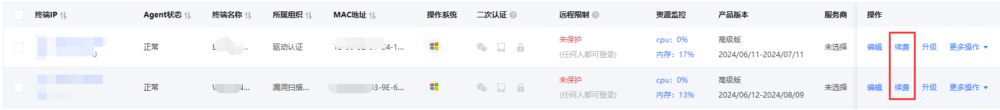 终端IP Agent状态 终端名称 所属组织 MAC地址 操作系统 二次认证 ? 远程限制 ? 资源监控 产品版本 服务商 操作
未保护 cpu：0% 高级版
正常 驱动认证 C4-1... 未选择 编辑 续费 升级 更多操作
(任何人都可登录) 内存：17% 2024/06/11-2024/07/11
未保护 cpu：0% 高级版
正常 漏洞扫描... 03-9E-6... 未选择 编辑 续费 升级 更多操作
(任何人都可登录) 内存：13% 2024/06/12-2024/08/09